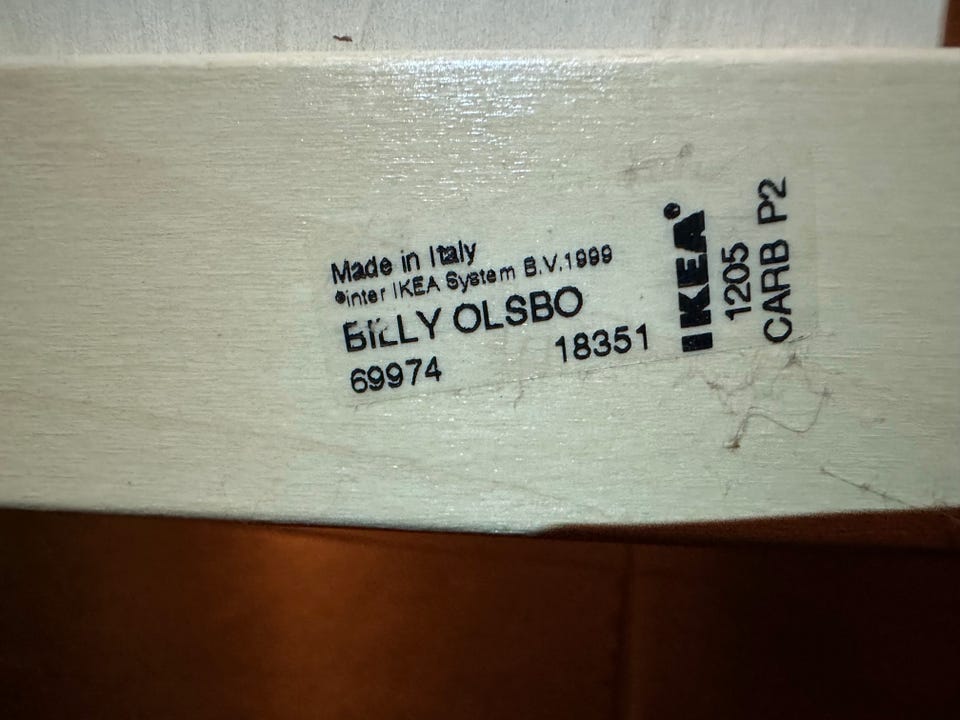 Made in Italy
©Inter IKEA System B.V.1999
BILLY OLSBO
69974 18351
IKEA®
1205
CARB P2